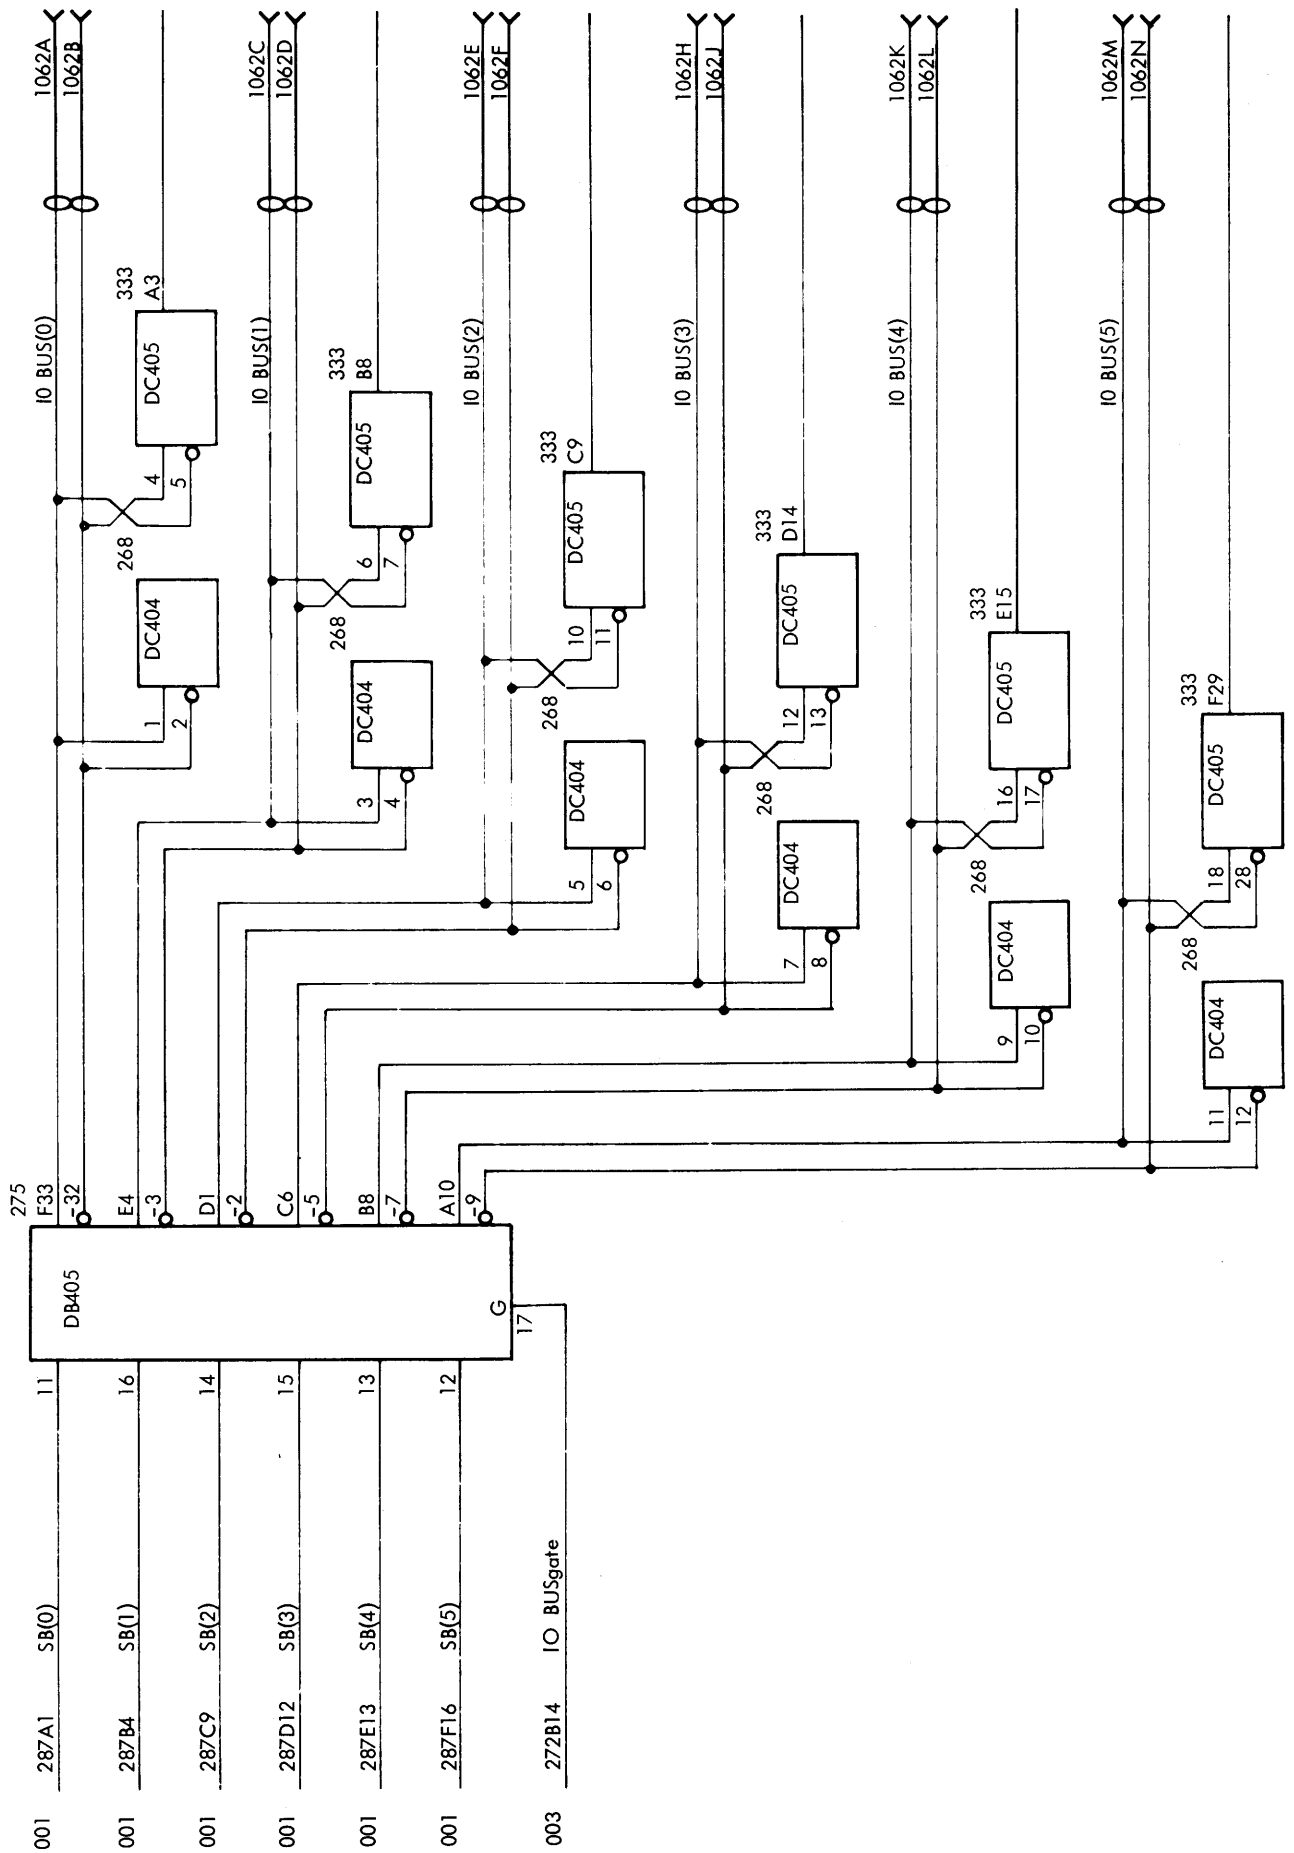 001 287A1 SB(0) 11
001 287B4 SB(1) 16
001 287C9 SB(2) 14
001 287D12 SB(3) 15
001 287E13 SB(4) 13
001 287F16 SB(5) 12
003 272B14 IO BUSgate 17
G
DB405
275
F33
-32
E4
-3
D1
-2
C6
-5
B8
-7
A10
-9
1
2
DC404
268
4
5
DC405
333
A3
IO BUS(0)
1062A
1062B
3
4
DC404
268
6
7
DC405
333
B8
IO BUS(1)
1062C
1062D
5
6
DC404
268
10
11
DC405
333
C9
IO BUS(2)
1062E
1062F
7
8
DC404
268
12
13
DC405
333
D14
IO BUS(3)
1062H
1062J
9
10
DC404
268
16
17
DC405
333
E15
IO BUS(4)
1062K
1062L
11
12
DC404
268
18
28
DC405
333
F29
IO BUS(5)
1062M
1062N